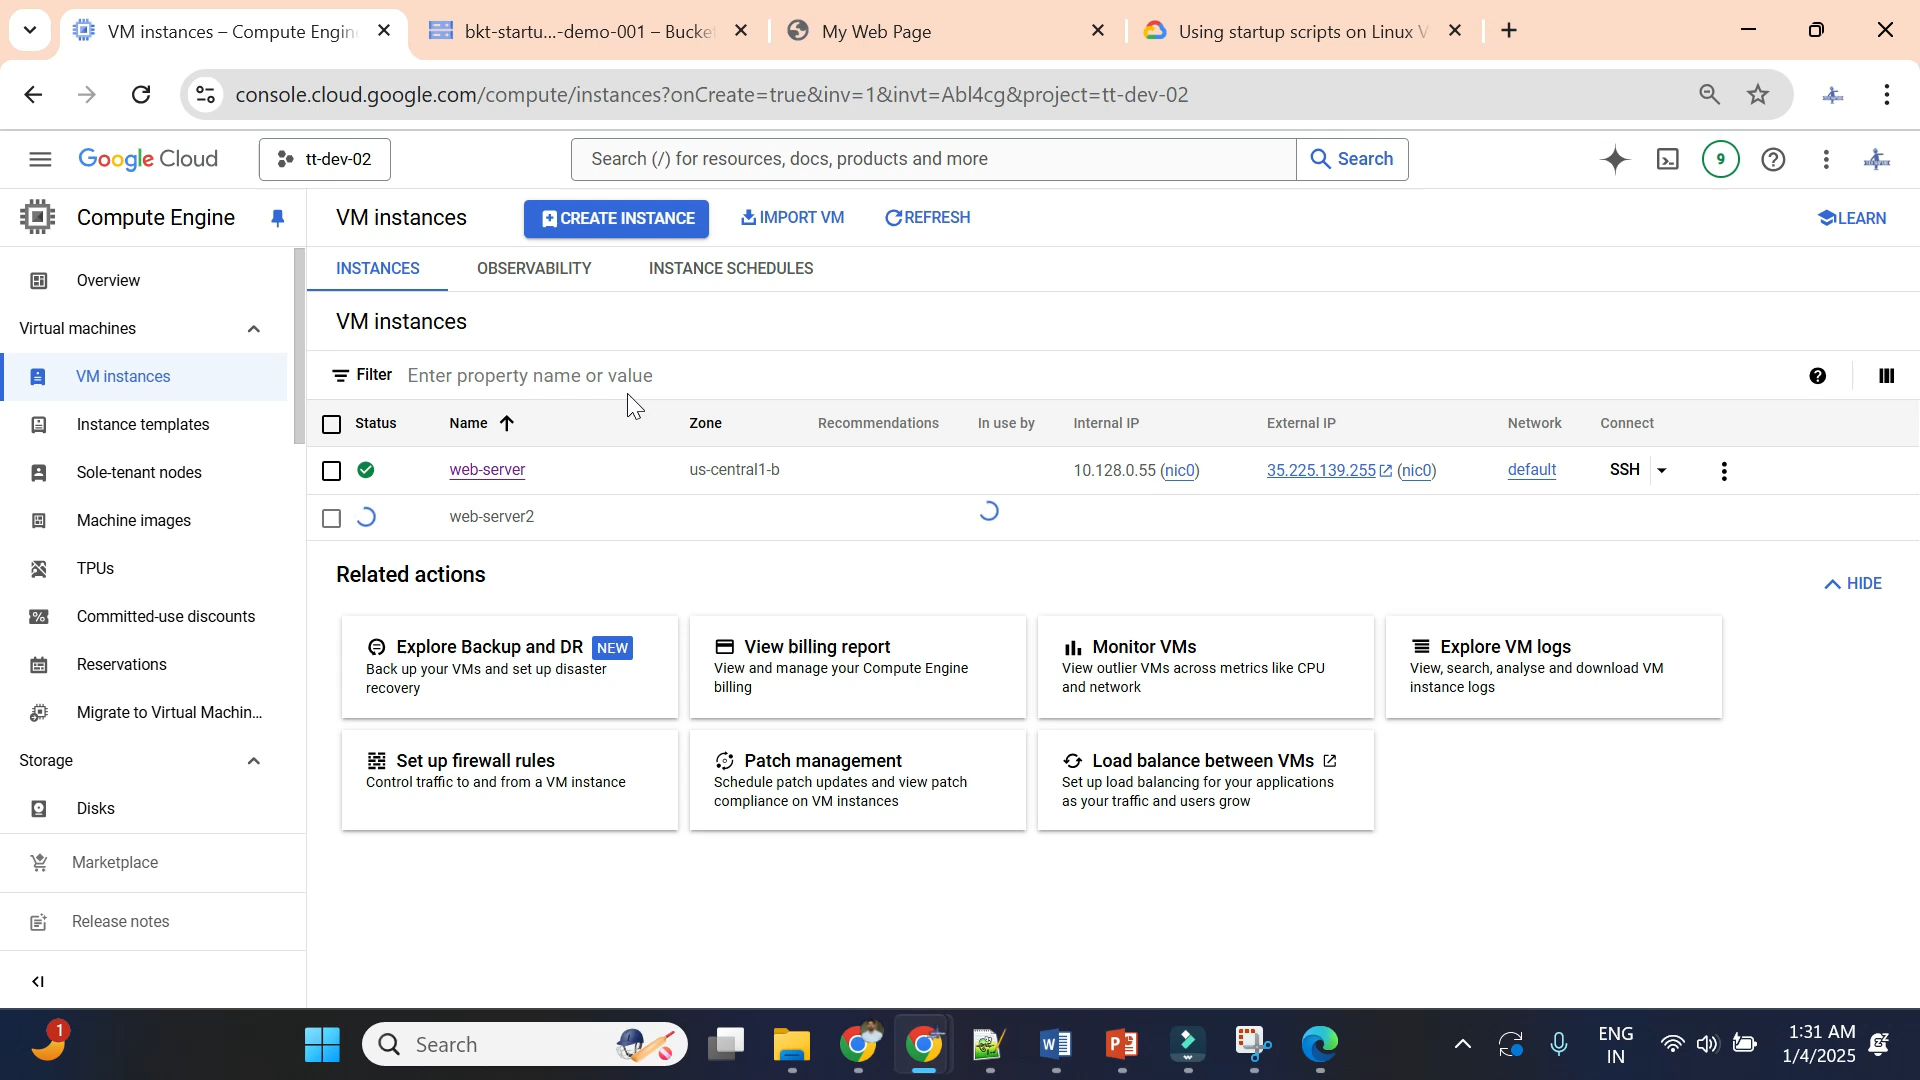 VM instances – Compute Engin
bkt-startu...-demo-001 – Bucke
My Web Page
Using startup scripts on Linux V
console.cloud.google.com/compute/instances?onCreate=true&inv=1&invt=Abl4cg&project=tt-dev-02
Google Cloud
tt-dev-02
Search (/) for resources, docs, products and more
Search
9
Compute Engine
VM instances
CREATE INSTANCE
IMPORT VM
REFRESH
LEARN
INSTANCES
OBSERVABILITY
INSTANCE SCHEDULES
Overview
Virtual machines
VM instances
Instance templates
Sole-tenant nodes
Machine images
TPUs
Committed-use discounts
Reservations
Migrate to Virtual Machin...
Storage
Disks
Marketplace
Release notes
VM instances
Filter Enter property name or value
Status Name Zone Recommendations In use by Internal IP External IP Network Connect
web-server us-central1-b 10.128.0.55 (nic0) 35.225.139.255 (nic0) default SSH
web-server2
Related actions
HIDE
Explore Backup and DR NEW
Back up your VMs and set up disaster
recovery
View billing report
View and manage your Compute Engine
billing
Monitor VMs
View outlier VMs across metrics like CPU
and network
Explore VM logs
View, search, analyse and download VM
instance logs
Set up firewall rules
Control traffic to and from a VM instance
Patch management
Schedule patch updates and view patch
compliance on VM instances
Load balance between VMs
Set up load balancing for your applications
as your traffic and users grow
1
Search
ENG
IN
1:31 AM
1/4/2025